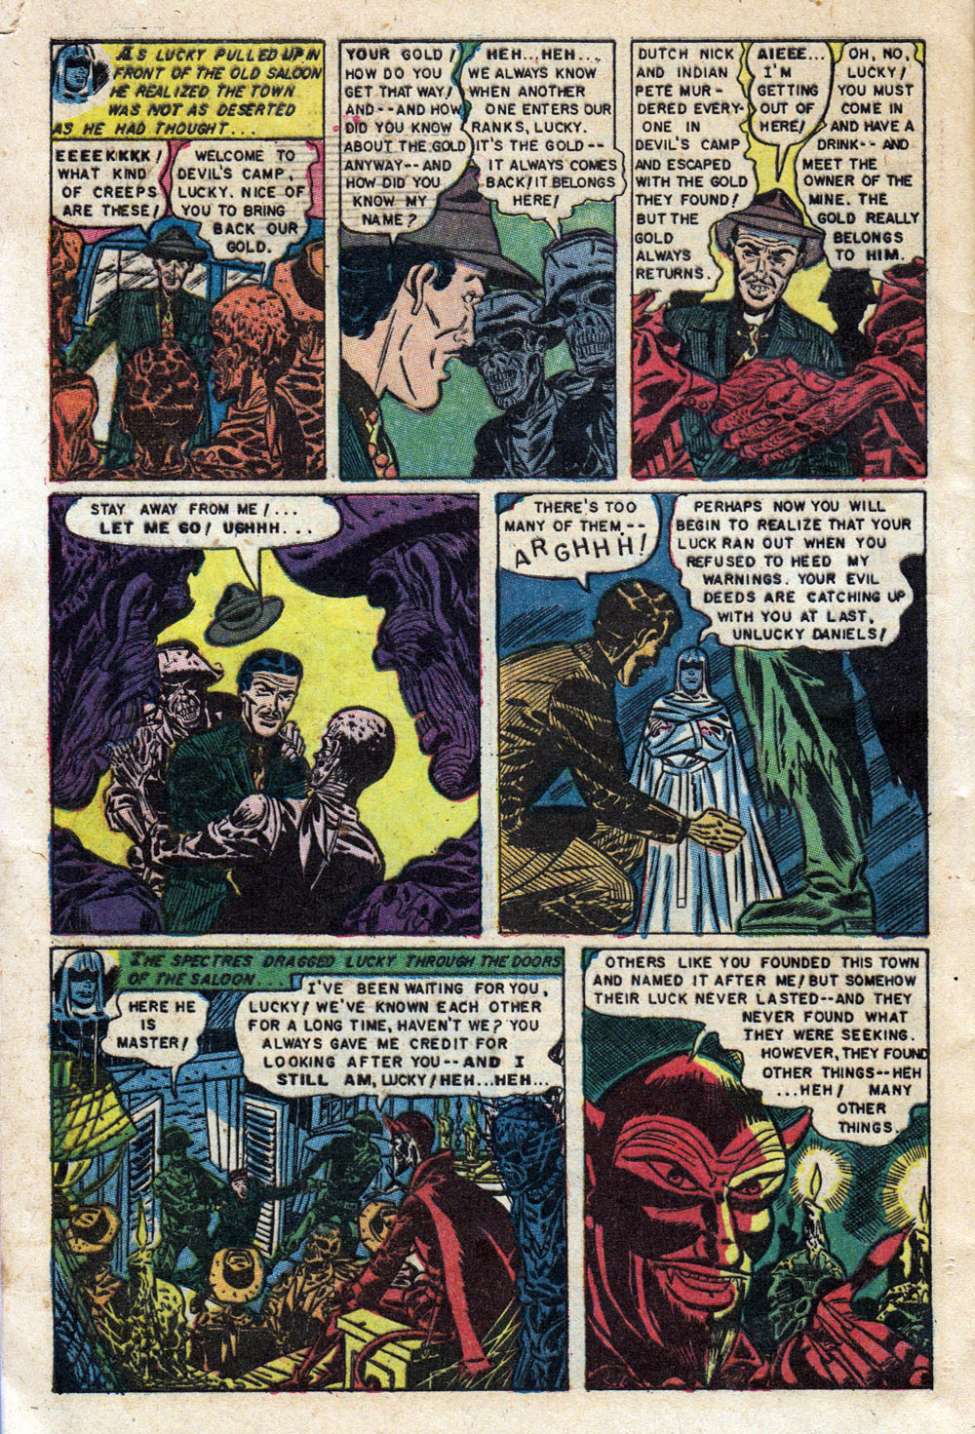 AS LUCKY PULLED UP IN
FRONT OF THE OLD SALOON
HE REALIZED THE TOWN
WAS NOT AS DESERTED
AS HE HAD THOUGHT...
EEEEKKKK!
WHAT KIND
OF CREEPS
ARE THESE!
WELCOME TO
DEVIL'S CAMP,
LUCKY. NICE OF
YOU TO BRING
BACK OUR
GOLD.
YOUR GOLD!
HOW DO YOU
GET THAT WAY!
AND--AND HOW
DID YOU KNOW
ABOUT THE GOLD
ANYWAY--AND
HOW DID YOU
KNOW MY
NAME?
HEH...HEH...
WE ALWAYS KNOW
WHEN ANOTHER
ONE ENTERS OUR
RANKS, LUCKY.
IT'S THE GOLD--
IT ALWAYS COMES
BACK! IT BELONGS
HERE!
DUTCH NICK
AND INDIAN
PETE MUR-
DERED EVERY-
ONE IN
DEVIL'S CAMP
AND ESCAPED
WITH THE GOLD
THEY FOUND!
BUT THE
GOLD
ALWAYS
RETURNS.
AIEEE...
I'M
GETTING
OUT OF
HERE!
OH, NO,
LUCKY!
YOU MUST
COME IN
AND HAVE A
DRINK--AND
MEET THE
OWNER OF THE
MINE. THE
GOLD REALLY
BELONGS
TO HIM.
STAY AWAY FROM ME!...
LET ME GO! UGHHH...
THERE'S TOO
MANY OF THEM--
ARGHHH!
PERHAPS NOW YOU WILL
BEGIN TO REALIZE THAT YOUR
LUCK RAN OUT WHEN YOU
REFUSED TO HEED MY
WARNINGS. YOUR EVIL
DEEDS ARE CATCHING UP
WITH YOU AT LAST,
UNLUCKY DANIELS!
THE SPECTRES DRAGGED LUCKY THROUGH THE DOORS
OF THE SALOON...
HERE HE
IS
MASTER!
I'VE BEEN WAITING FOR YOU,
LUCKY! WE'VE KNOWN EACH OTHER
FOR A LONG TIME, HAVEN'T WE? YOU
ALWAYS GAVE ME CREDIT FOR
LOOKING AFTER YOU--AND I
STILL AM, LUCKY! HEH...HEH...
OTHERS LIKE YOU FOUNDED THIS TOWN
AND NAMED IT AFTER ME! BUT SOMEHOW
THEIR LUCK NEVER LASTED--AND THEY
NEVER FOUND WHAT
THEY WERE SEEKING.
HOWEVER, THEY FOUND
OTHER THINGS--HEH
...HEH! MANY
OTHER
THINGS.